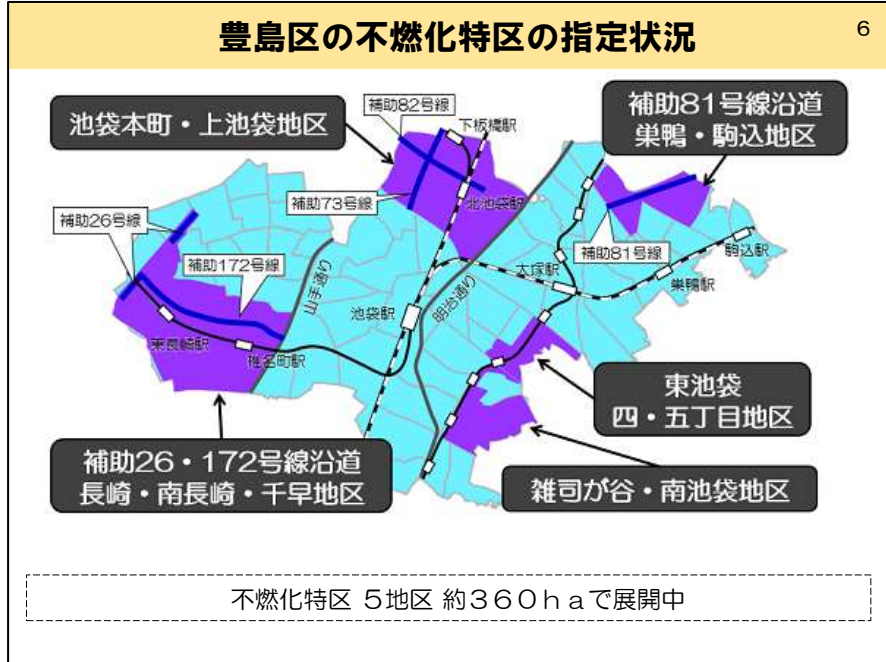 豊島区の不燃化特区の指定状況
6
池袋本町・上池袋地区
補助82号線
下板橋駅
補助81号線沿道
巣鴨・駒込地区
補助73号線
北池袋駅
補助26号線
補助172号線
山手通り
補助81号線
駒込駅
大塚駅
巣鴨駅
池袋駅
明治通り
東長崎駅
椎名町駅
東池袋
四・五丁目地区
補助26・172号線沿道
長崎・南長崎・千早地区
雑司が谷・南池袋地区
不燃化特区 5地区 約360haで展開中